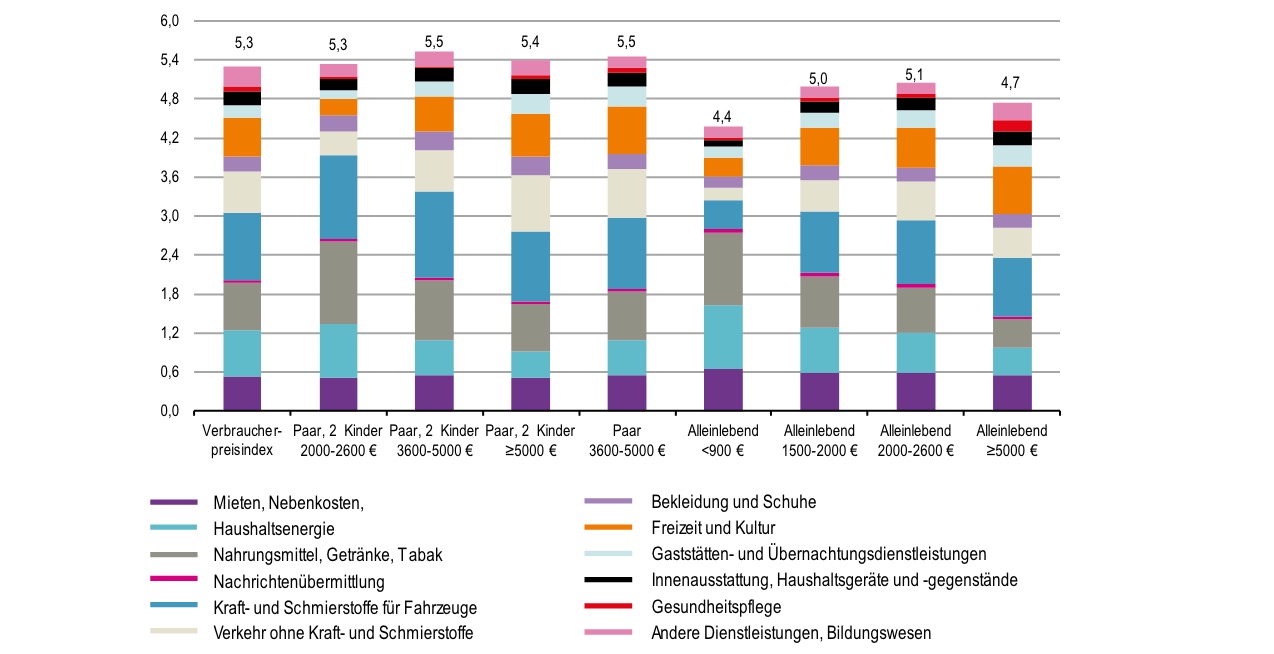 6,0
5,4
4,8
4,2
3,6
3,0
2,4
1,8
1,2
0,6
0,0
5,3
5,3
5,5
5,4
5,5
4,4
5,0
5,1
4,7
Verbraucher-
preisindex
Paar, 2 Kinder
2000-2600 €
Paar, 2 Kinder
3600-5000 €
Paar, 2 Kinder
≥5000 €
Paar
3600-5000 €
Alleinlebend
<900 €
Alleinlebend
1500-2000 €
Alleinlebend
2000-2600 €
Alleinlebend
≥5000 €
Mieten, Nebenkosten,
Haushaltsenergie
Nahrungsmittel, Getränke, Tabak
Nachrichtenübermittlung
Kraft- und Schmierstoffe für Fahrzeuge
Verkehr ohne Kraft- und Schmierstoffe
Bekleidung und Schuhe
Freizeit und Kultur
Gaststätten- und Übernachtungsdienstleistungen
Innenausstattung, Haushaltsgeräte und -gegenstände
Gesundheitspflege
Andere Dienstleistungen, Bildungswesen